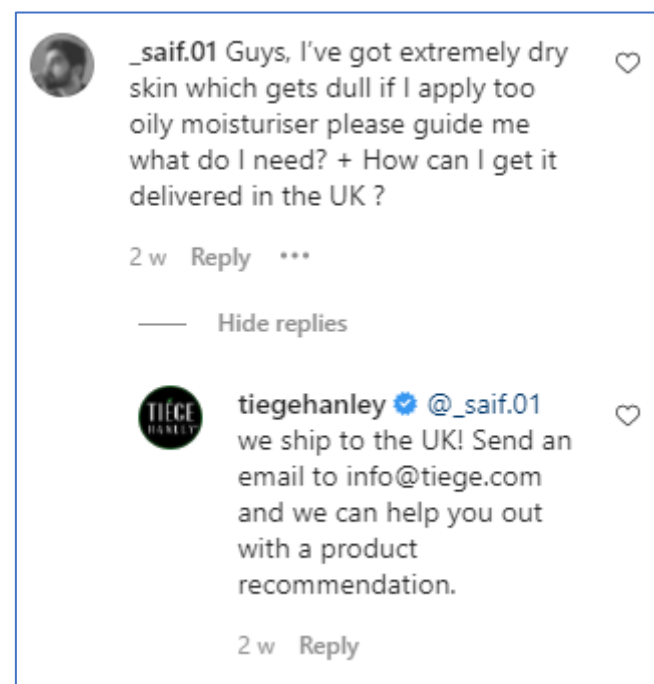 _saif.01 Guys, I've got extremely dry
skin which gets dull if I apply too
oily moisturiser please guide me
what do I need? + How can I get it
delivered in the UK ?
2 w Reply •••
Hide replies
TIÉGE
HANLEY
tiegehanley @_saif.01
we ship to the UK! Send an
email to info@tiege.com
and we can help you out
with a product
recommendation.
2 w Reply